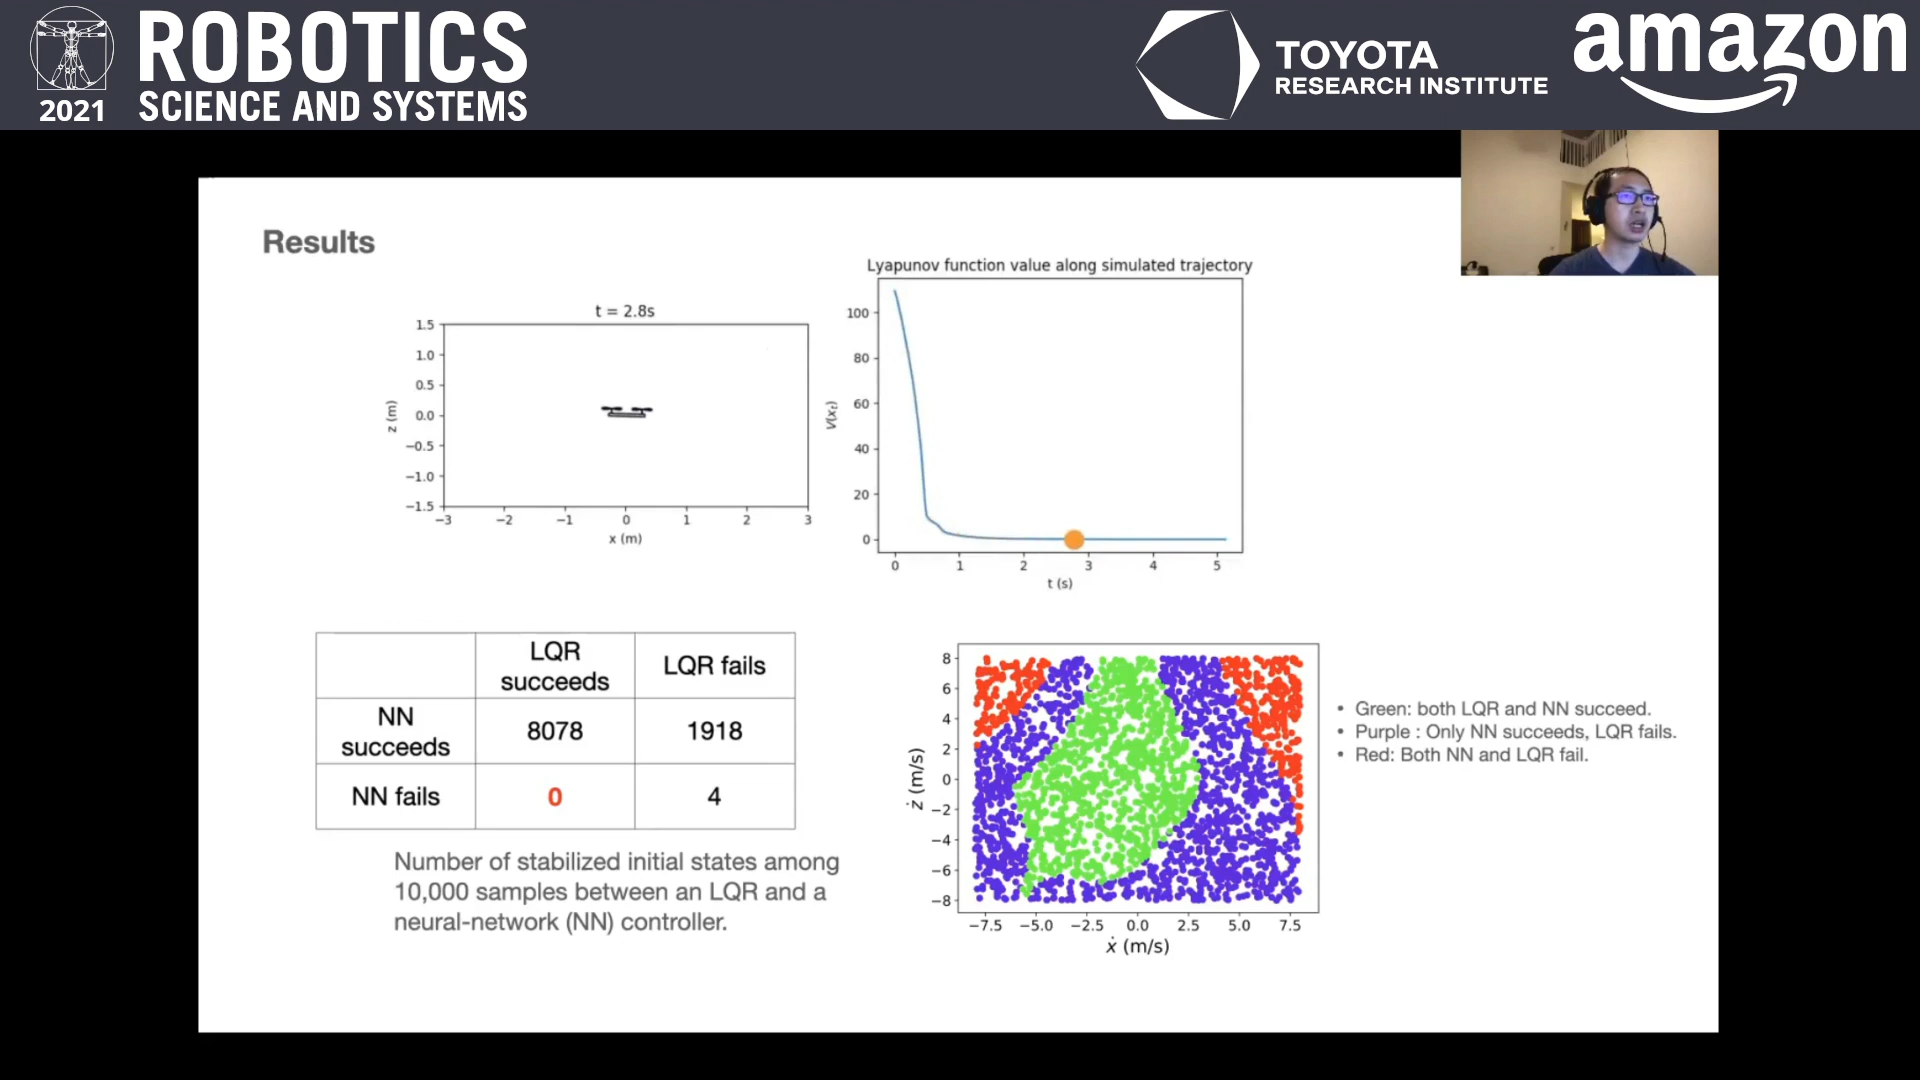 ROBOTICS
SCIENCE AND SYSTEMS
2021
TOYOTA
RESEARCH INSTITUTE
amazon
Results
t = 2.8s
1.5
1.0
0.5
0.0
−0.5
−1.0
−1.5
z (m)
−3 −2 −1 0 1 2 3
x (m)
Lyapunov function value along simulated trajectory
100
80
60
40
20
0
V(xₜ)
0 1 2 3 4 5
t (s)
LQR
succeeds
LQR fails
NN
succeeds
8078
1918
NN fails
0
4
Number of stabilized initial states among
10,000 samples between an LQR and a
neural-network (NN) controller.
8
6
4
2
0
−2
−4
−6
−8
ż (m/s)
−7.5 −5.0 −2.5 0.0 2.5 5.0 7.5
ẋ (m/s)
• Green: both LQR and NN succeed.
• Purple : Only NN succeeds, LQR fails.
• Red: Both NN and LQR fail.